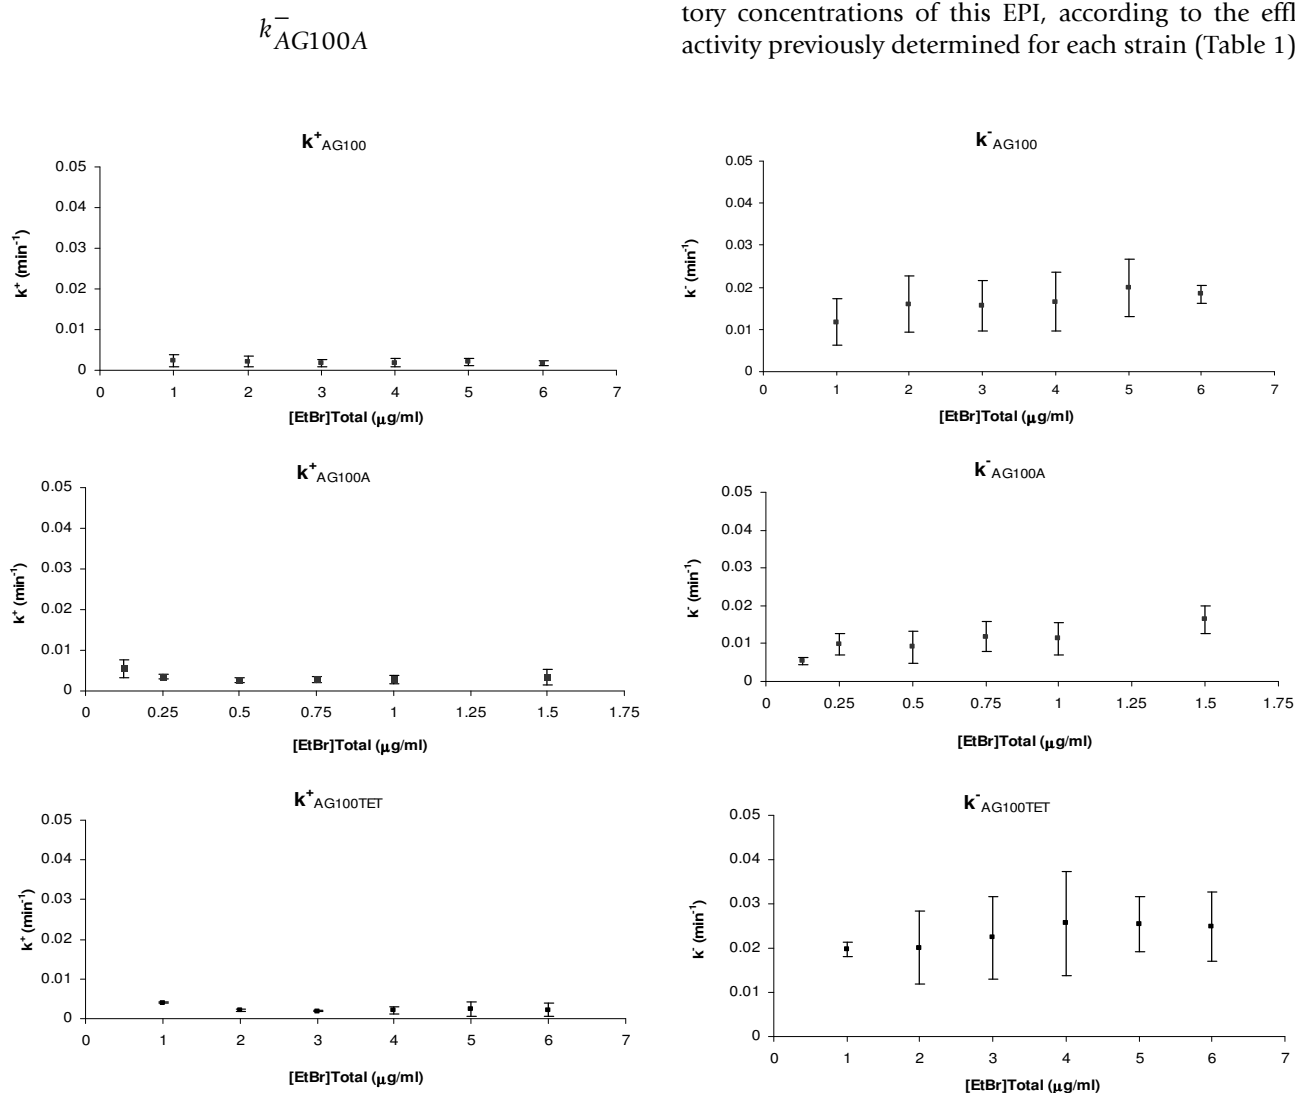 k‾AG100A
tory concentrations of this EPI, according to the effl
activity previously determined for each strain (Table 1)
k+AG100
0.05
0.04
0.03
0.02
0.01
0
k+ (min-1)
0 1 2 3 4 5 6 7
[EtBr]Total (μg/ml)
k-AG100
0.05
0.04
0.03
0.02
0.01
0
k- (min-1)
0 1 2 3 4 5 6 7
[EtBr]Total (μg/ml)
k+AG100A
0.05
0.04
0.03
0.02
0.01
0
k+ (min-1)
0 0.25 0.5 0.75 1 1.25 1.5 1.75
[EtBr]Total (μg/ml)
k-AG100A
0.05
0.04
0.03
0.02
0.01
0
k- (min-1)
0 0.25 0.5 0.75 1 1.25 1.5 1.75
[EtBr]Total (μg/ml)
k+AG100TET
0.05
0.04
0.03
0.02
0.01
0
k+ (min-1)
0 1 2 3 4 5 6 7
[EtBr]Total (μg/ml)
k-AG100TET
0.05
0.04
0.03
0.02
0.01
0
k- (min-1)
0 1 2 3 4 5 6 7
[EtBr]Total (μg/ml)